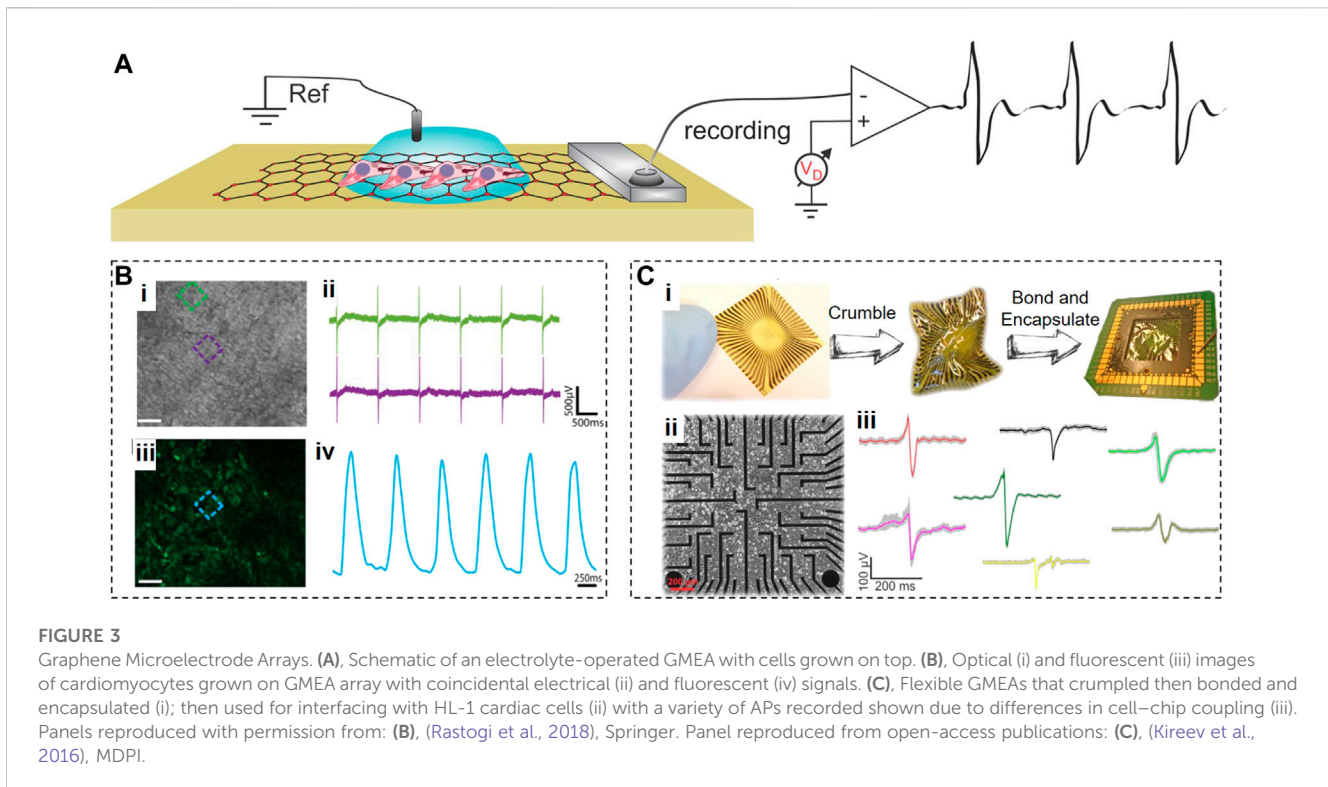 A
Ref
recording
-
+
V_D
B
i
ii
500μV
500ms
iii
iv
250ms
C
i
Crumble
Bond and
Encapsulate
ii
iii
100 μV
200 ms
FIGURE 3
Graphene Microelectrode Arrays. (A), Schematic of an electrolyte-operated GMEA with cells grown on top. (B), Optical (i) and fluorescent (iii) images
of cardiomyocytes grown on GMEA array with coincidental electrical (ii) and fluorescent (iv) signals. (C), Flexible GMEAs that crumpled then bonded and
encapsulated (i); then used for interfacing with HL-1 cardiac cells (ii) with a variety of APs recorded shown due to differences in cell–chip coupling (iii).
Panels reproduced with permission from: (B), (Rastogi et al., 2018), Springer. Panel reproduced from open-access publications: (C), (Kireev et al.,
2016), MDPI.